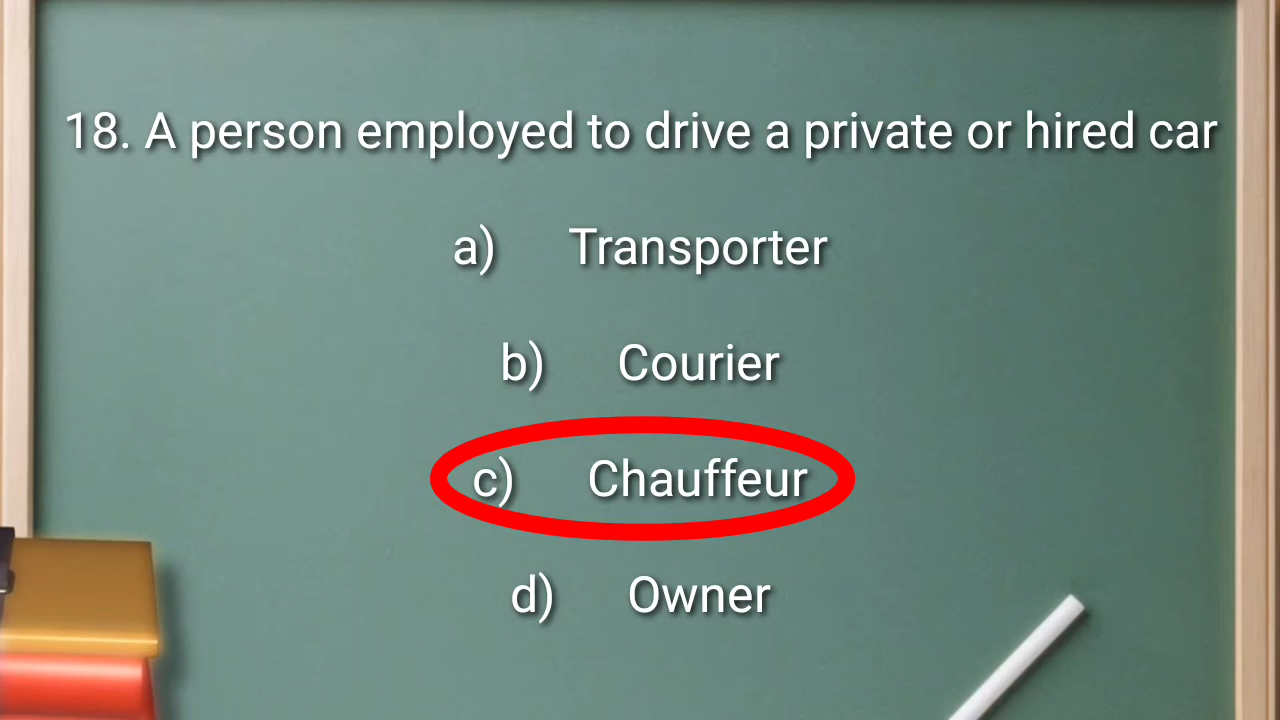 18. A person employed to drive a private or hired car
a) Transporter
b) Courier
c) Chauffeur
d) Owner